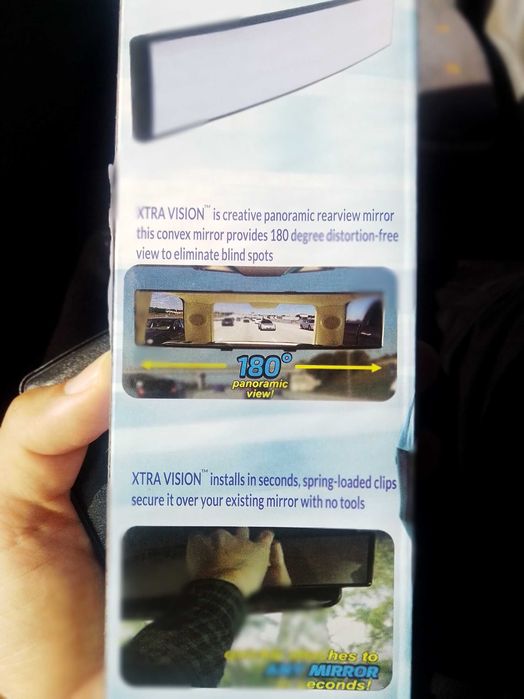 XTRA VISION™ is creative panoramic rearview mirror
this convex mirror provides 180 degree distortion-free
view to eliminate blind spots
180°
panoramic
view!
XTRA VISION™ installs in seconds, spring-loaded clips
secure it over your existing mirror with no tools
to
MIRROR